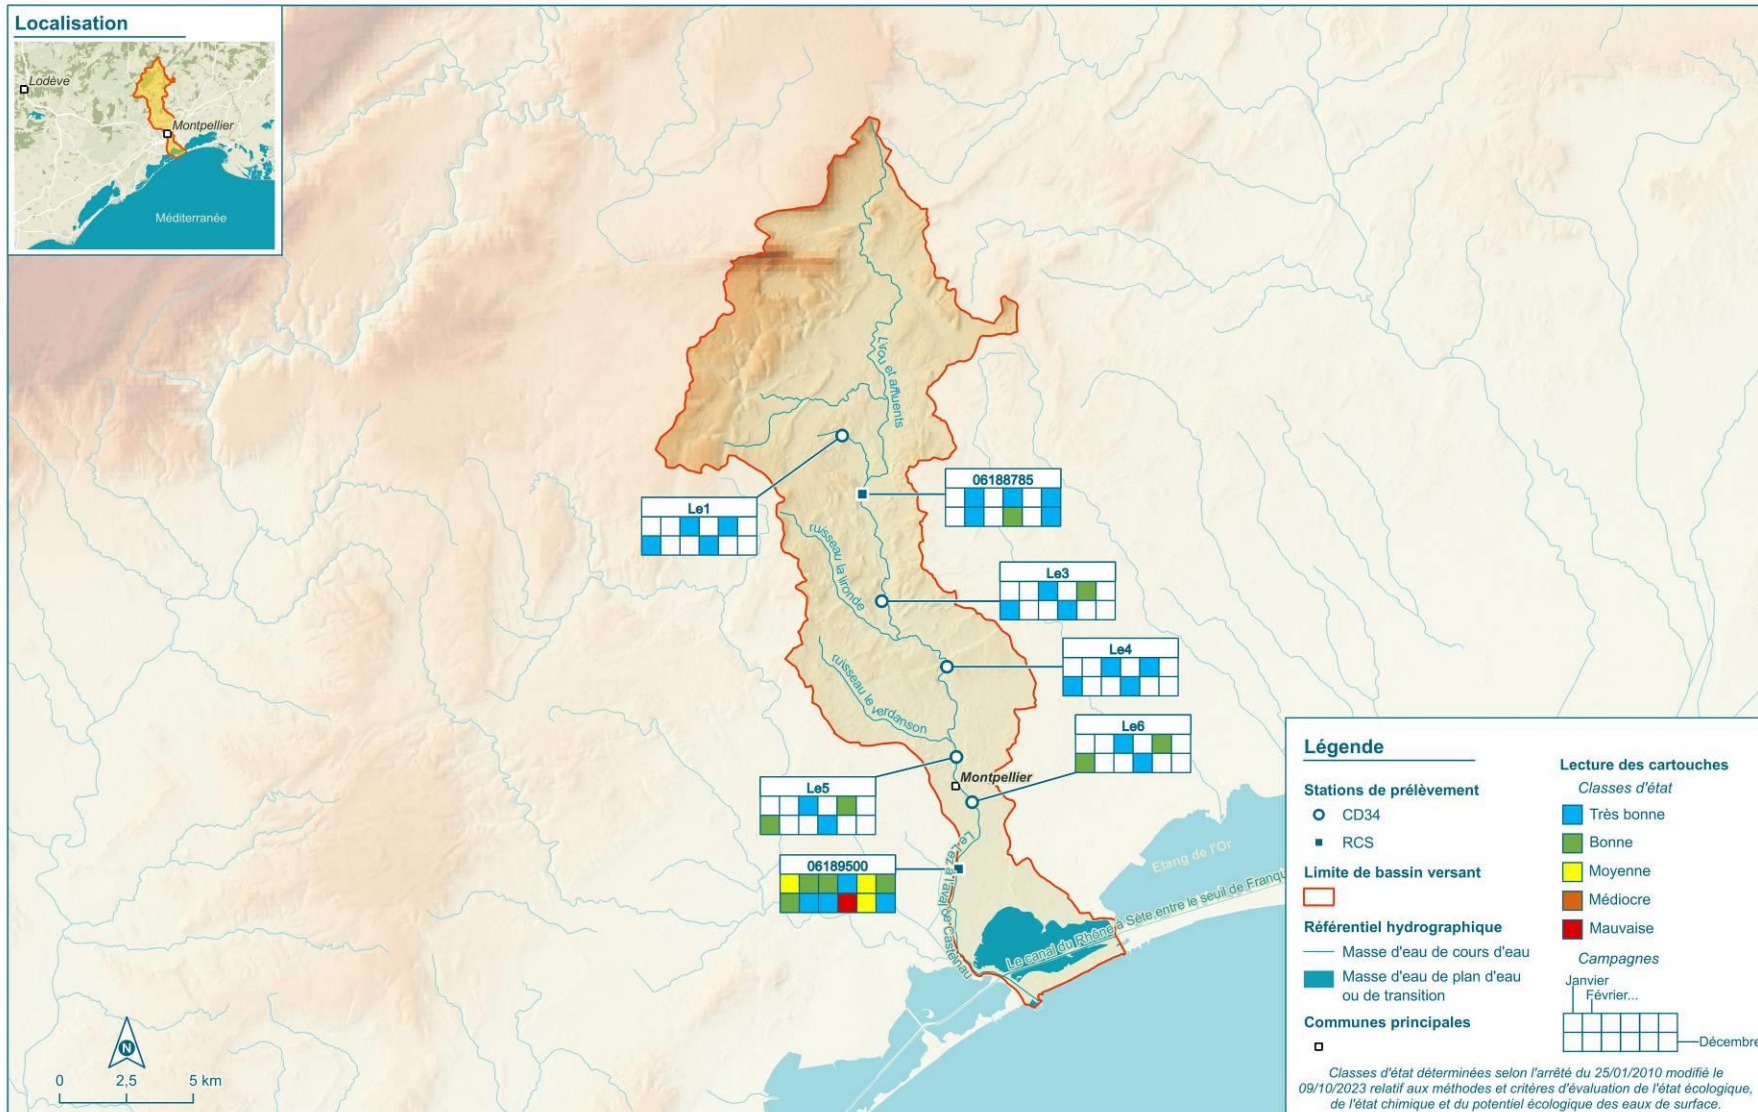 Localisation
Lodève
Montpellier
Méditerranée
Lirou et affluents
06188785
Le1
ruisseau la lironde
Le3
Le4
ruisseau le verdanson
Le6
Montpellier
Le5
06189500
Le Lez à l'aval de Castelnau
Etang de l'Or
Le canal du Rhône à Sète entre le seuil de Franqu
N
0 2,5 5 km
Légende
Stations de prélèvement
CD34
RCS
Limite de bassin versant
Référentiel hydrographique
Masse d'eau de cours d'eau
Masse d'eau de plan d'eau
ou de transition
Communes principales
Lecture des cartouches
Classes d'état
Très bonne
Bonne
Moyenne
Médiocre
Mauvaise
Campagnes
Janvier
Février...
Décembre
Classes d'état déterminées selon l'arrêté du 25/01/2010 modifié le
09/10/2023 relatif aux méthodes et critères d'évaluation de l'état écologique,
de l'état chimique et du potentiel écologique des eaux de surface.